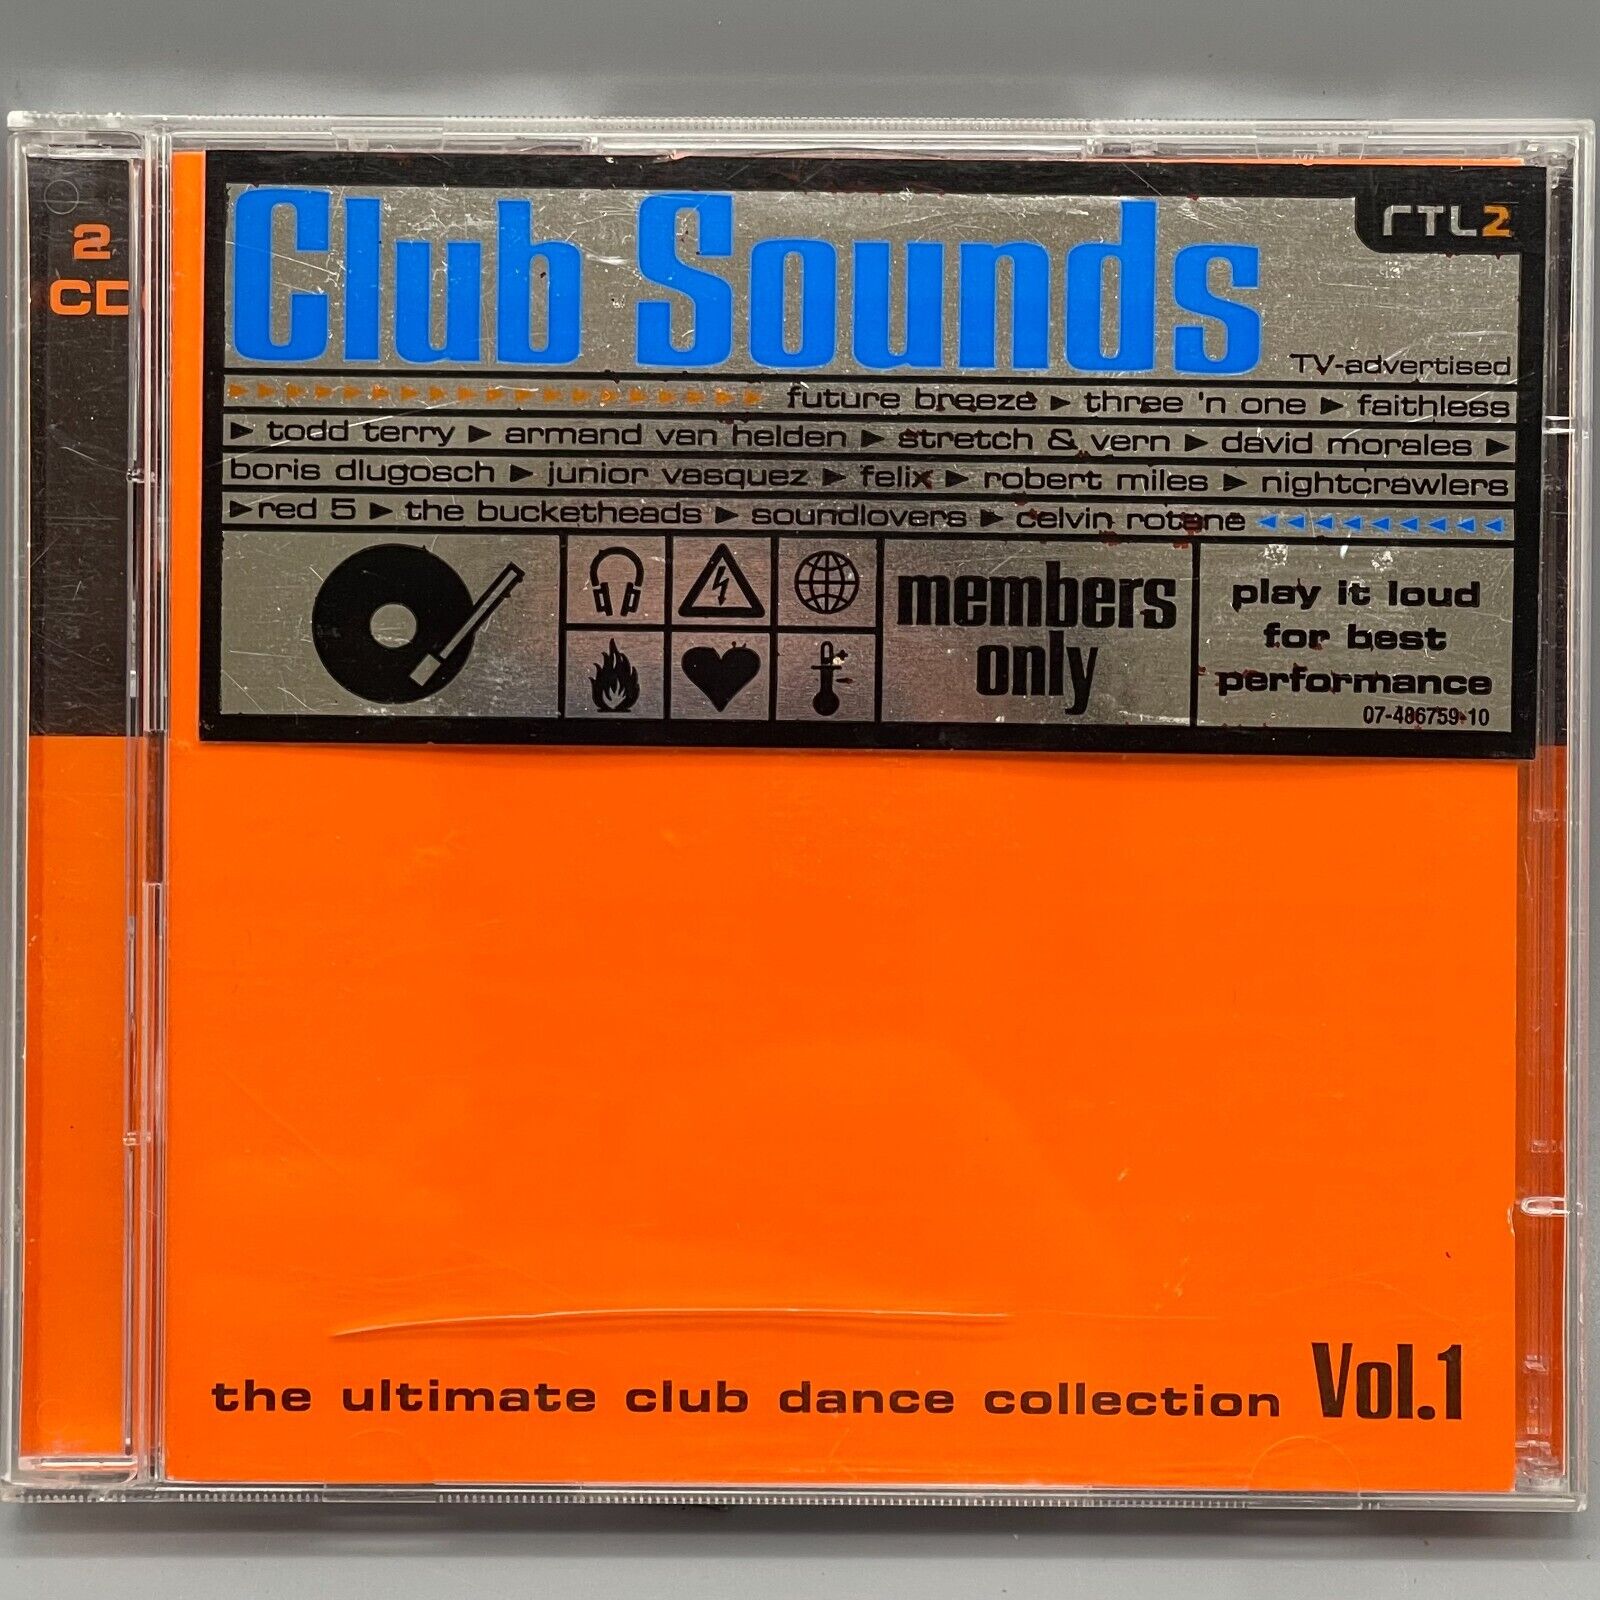 2
CD
Club Sounds
rTL2
TV-advertised
future breeze ▸ three 'n one ▸ faithless
▸ todd terry ▸ armand van helden ▸ stretch & vern ▸ david morales ▸
boris dlugosch ▸ junior vasquez ▸ felix ▸ robert miles ▸ nightcrawlers
▸ red 5 ▸ the bucketheads ▸ soundlovers ▸ celvin rotane
members
only
play it loud
for best
performance
07-486759-10
the ultimate club dance collection Vol.1